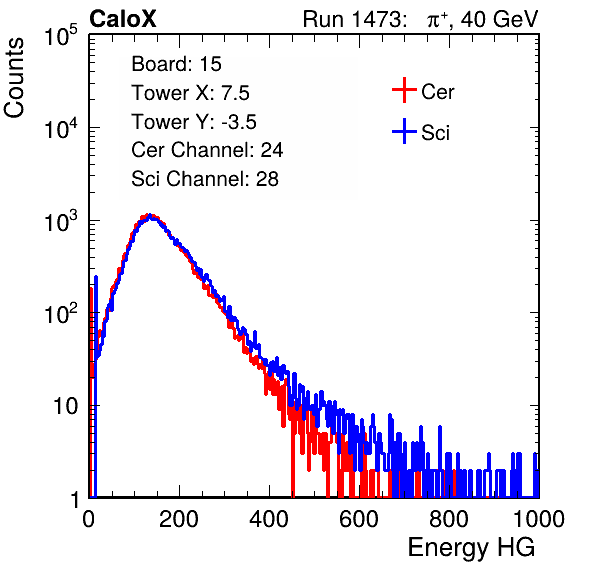 CaloX Run 1473: π⁺, 40 GeV
Counts
10⁵
10⁴
10³
10²
10
1
Board: 15
Tower X: 7.5
Tower Y: -3.5
Cer Channel: 24
Sci Channel: 28
Cer
Sci
0 200 400 600 800 1000
Energy HG